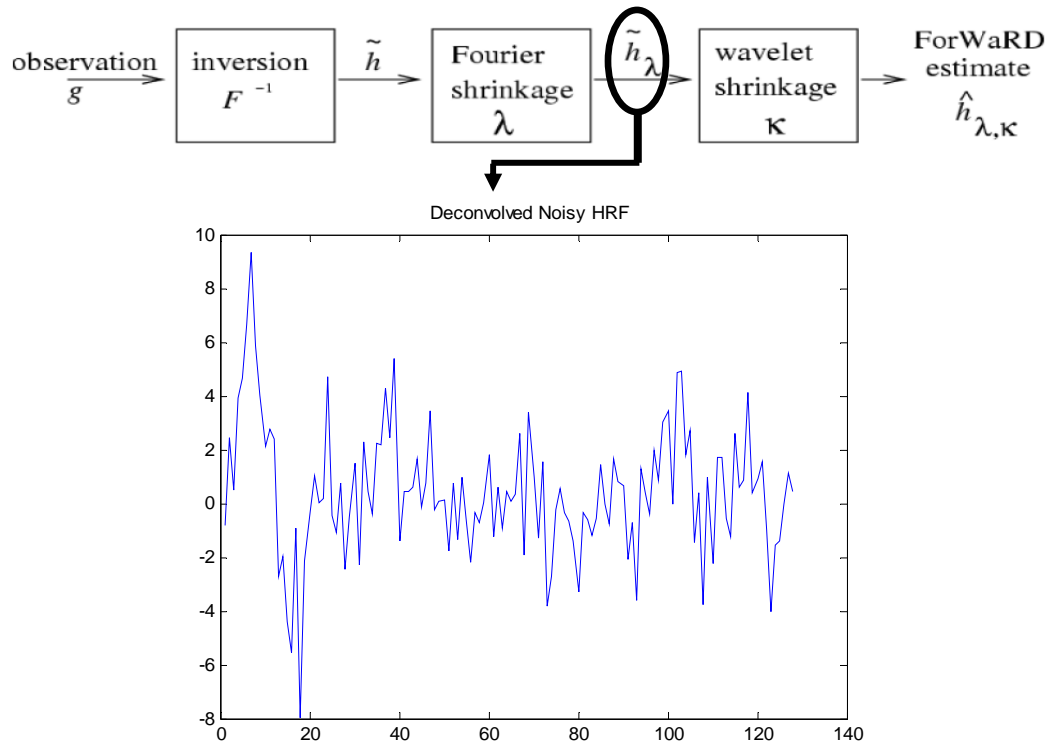 observation
g
inversion
F ⁻¹
h̃
Fourier
shrinkage
λ
h̃λ
wavelet
shrinkage
κ
ForWaRD
estimate
ĥλ,κ
Deconvolved Noisy HRF
10
8
6
4
2
0
-2
-4
-6
-8
0 20 40 60 80 100 120 140